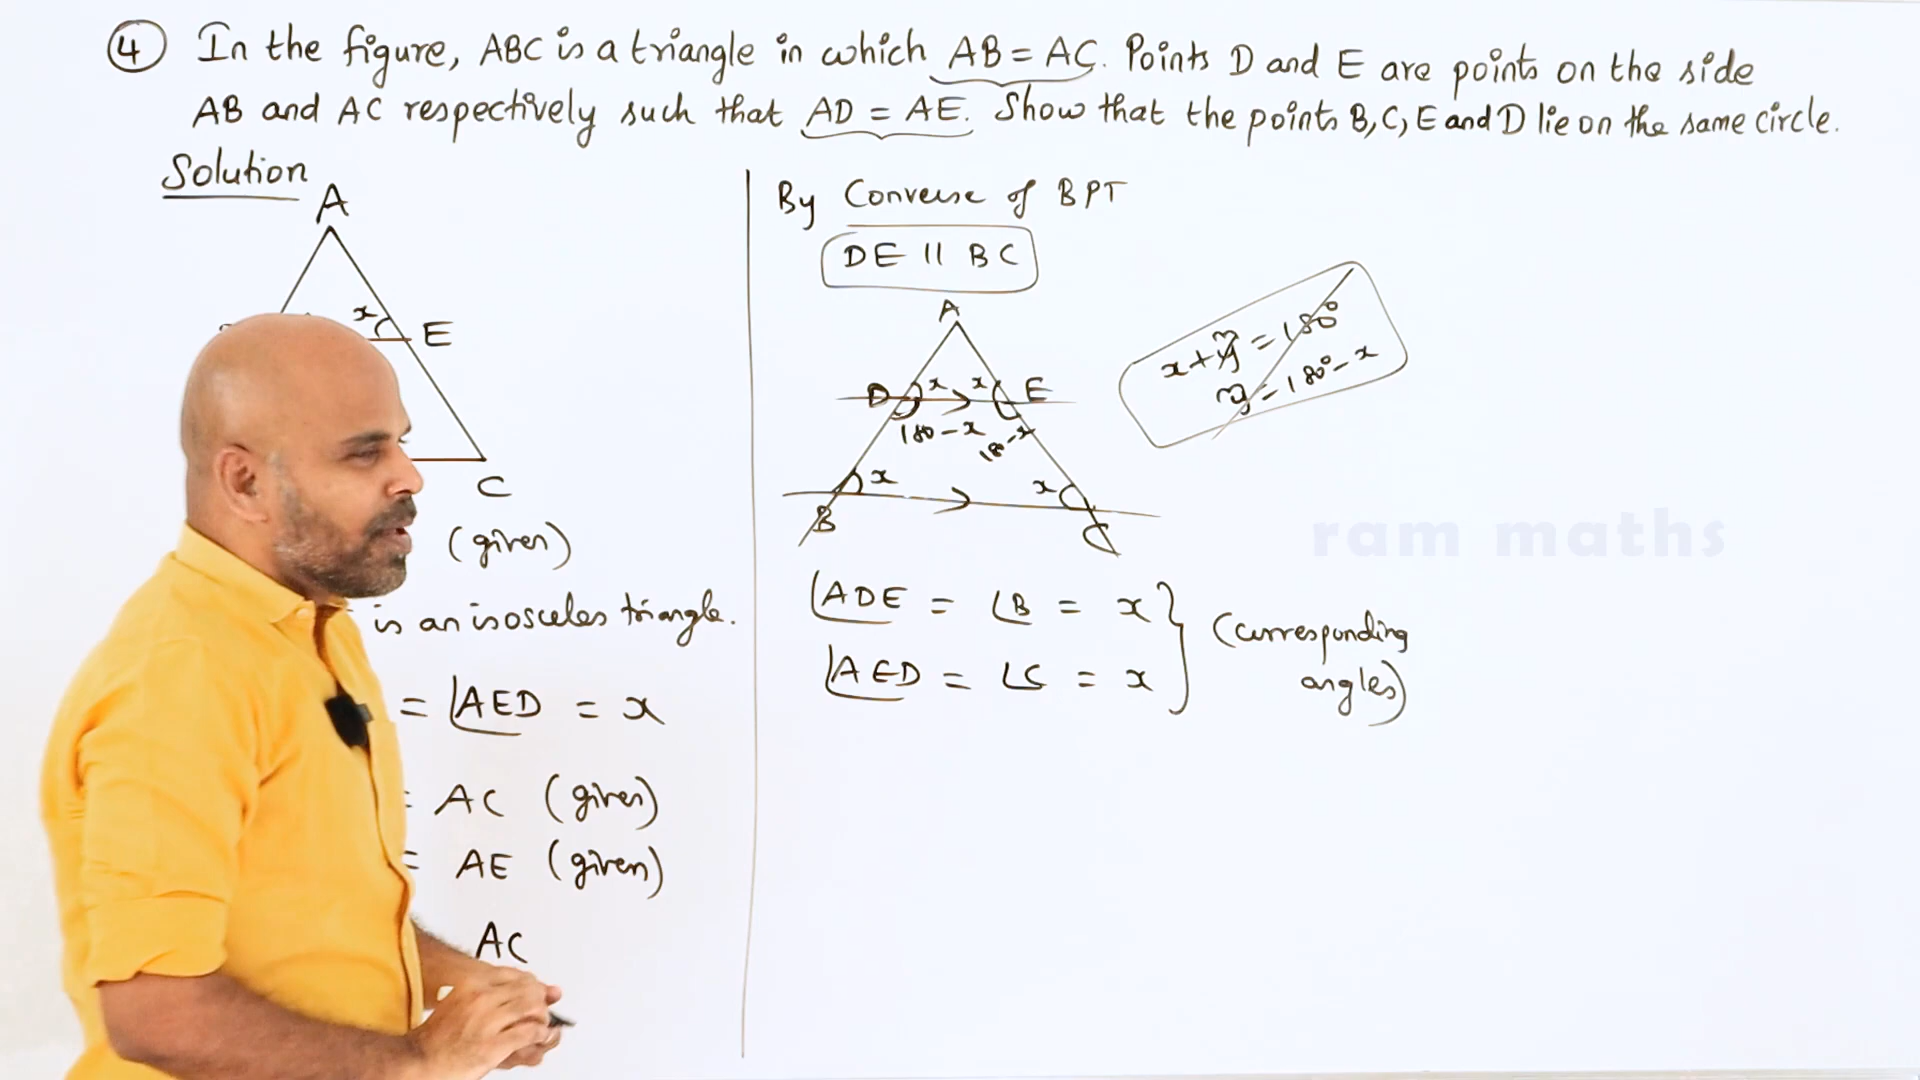 4 In the figure, ABC is a triangle in which AB = AC. Points D and E are points on the side
AB and AC respectively such that AD = AE. Show that the points B, C, E and D lie on the same circle.
Solution
A
x
E
C
(given)
is an isosceles triangle.
= ∠AED = x
= AC (given)
= AE (given)
AC
By Converse of BPT
DE || BC
A
D x x E
180-x 180-x
x x
B C
x + y = 180°
y = 180° - x
∠ADE = ∠B = x
∠AED = ∠C = x
(corresponding
angles)
ram maths